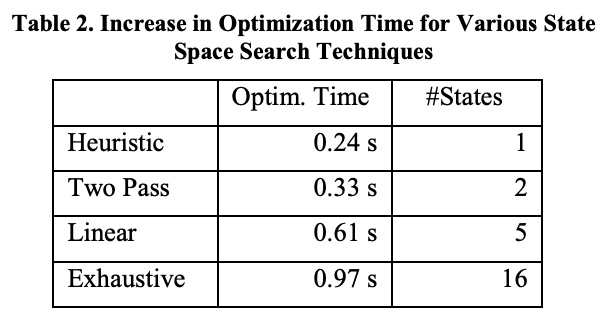 Table 2. Increase in Optimization Time for Various State
Space Search Techniques
Optim. Time #States
Heuristic 0.24 s 1
Two Pass 0.33 s 2
Linear 0.61 s 5
Exhaustive 0.97 s 16